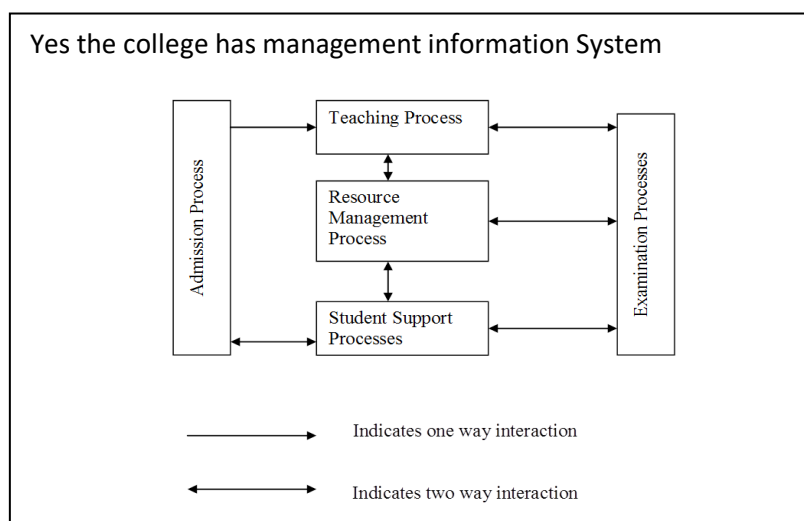 Yes the college has management information System
Admission Process
Teaching Process
Resource
Management
Process
Student Support
Processes
Examination Processes
Indicates one way interaction
Indicates two way interaction